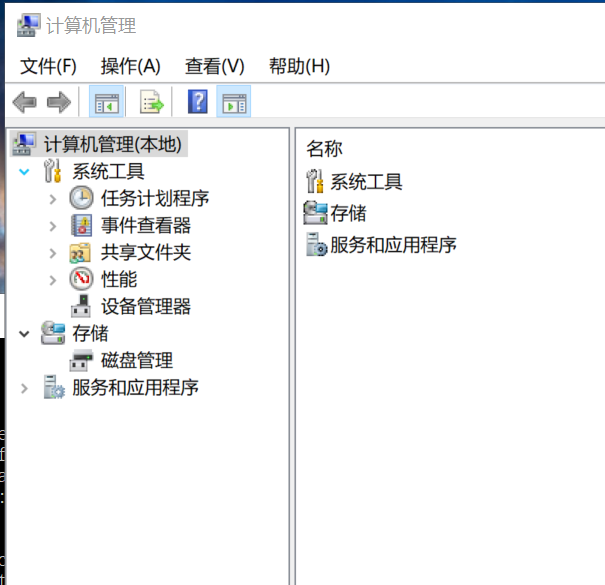 计算机管理
文件(F) 操作(A) 查看(V) 帮助(H)
计算机管理(本地)
系统工具
任务计划程序
事件查看器
共享文件夹
性能
设备管理器
存储
磁盘管理
服务和应用程序
名称
系统工具
存储
服务和应用程序